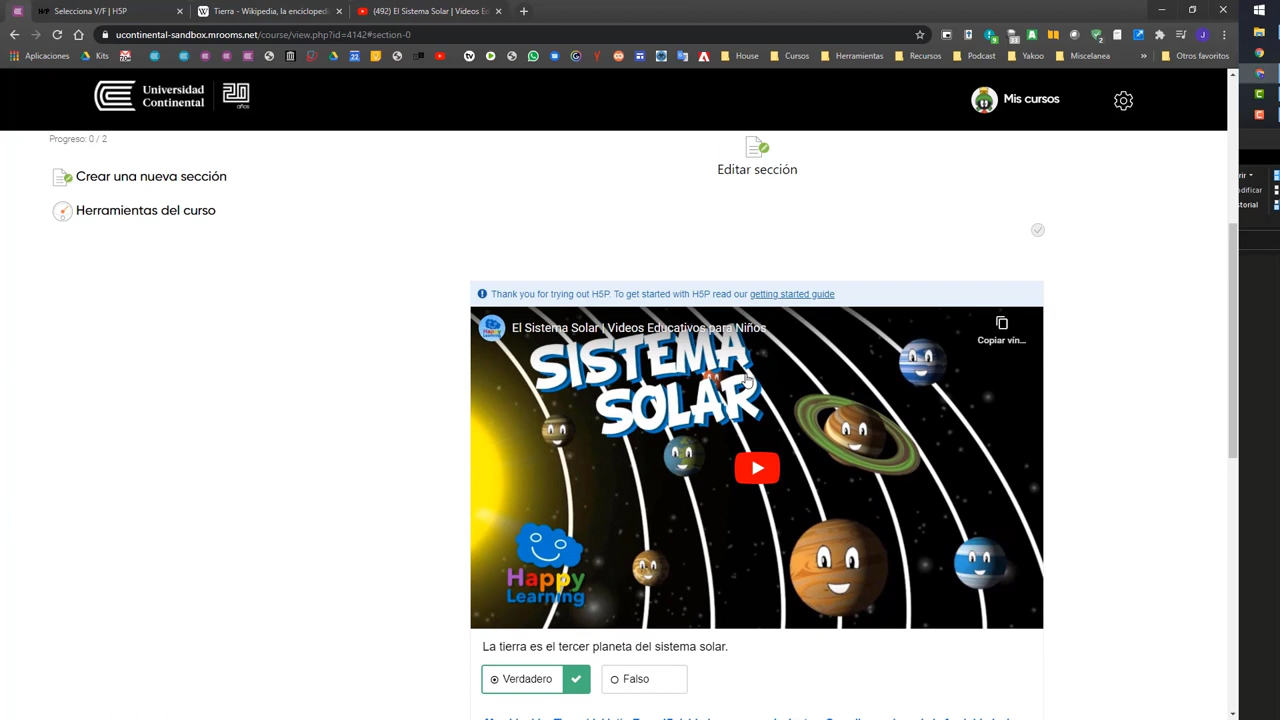 Selecciona V/F | H5P
Tierra - Wikipedia, la encicloped
(492) El Sistema Solar | Videos Ed
ucontinental-sandbox.mrooms.net/course/view.php?id=4142#section-0
Aplicaciones
Kits
House
Cursos
Herramientas
Recursos
Podcast
Yakoo
Miscelanea
Otros favoritos
Universidad
Continental
20
años
Mis cursos
Progreso: 0 / 2
Editar sección
Crear una nueva sección
Herramientas del curso
Thank you for trying out H5P. To get started with H5P read our getting started guide
El Sistema Solar | Videos Educativos para Niños
Copiar vín...
SISTEMA
SOLAR
Happy
Learning
La tierra es el tercer planeta del sistema solar.
Verdadero
Falso